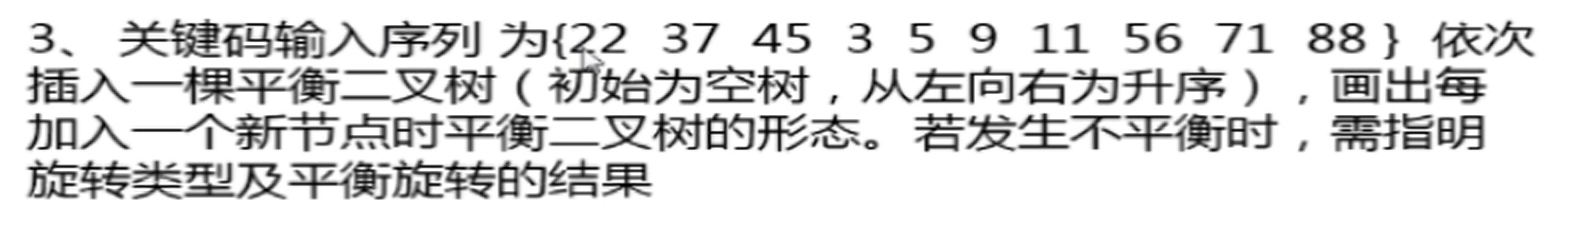 3、 关键码输入序列 为{22 37 45 3 5 9 11 56 71 88 } 依次
插入一棵平衡二叉树（初始为空树，从左向右为升序），画出每
加入一个新节点时平衡二叉树的形态。若发生不平衡时，需指明
旋转类型及平衡旋转的结果